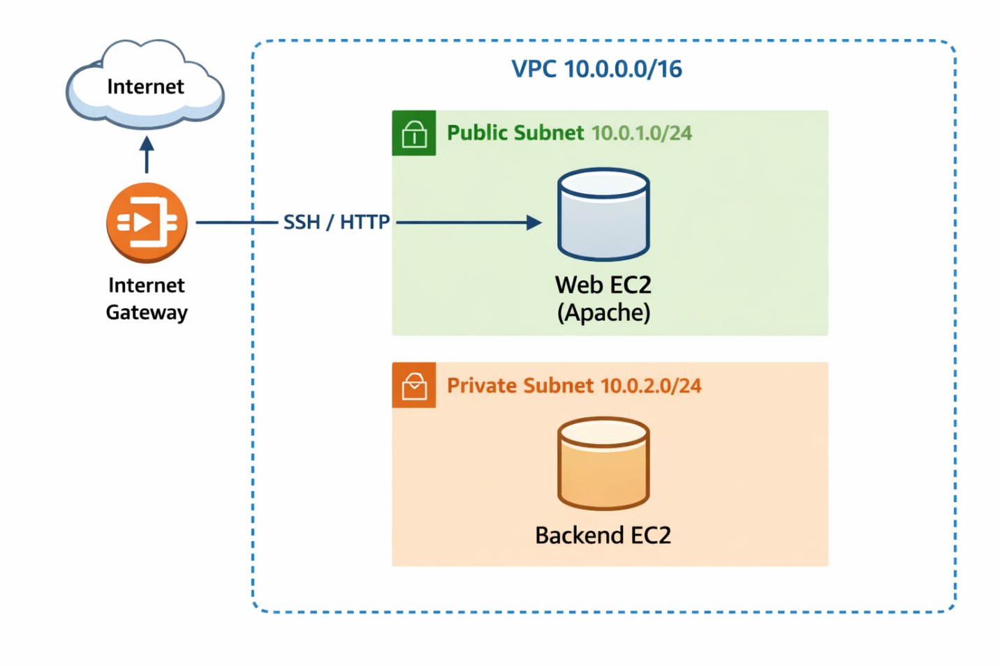 Internet
VPC 10.0.0.0/16
Public Subnet 10.0.1.0/24
SSH / HTTP
Internet
Gateway
Web EC2
(Apache)
Private Subnet 10.0.2.0/24
Backend EC2